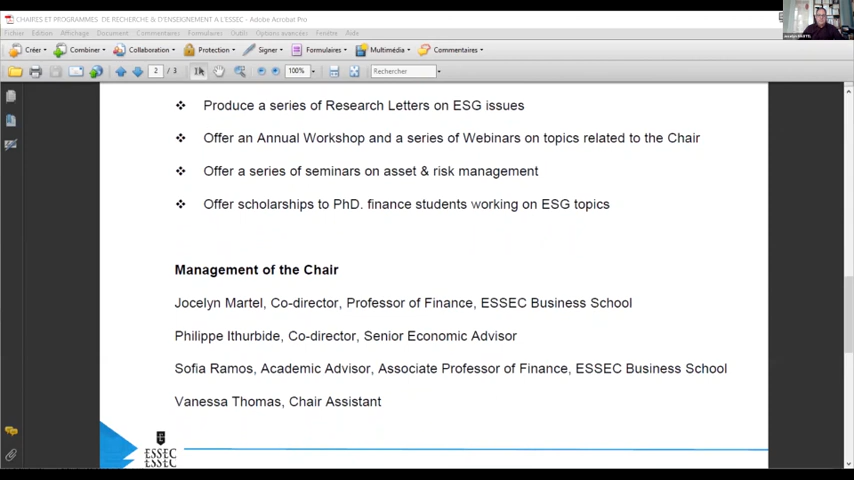 CHAIRES ET PROGRAMMES DE RECHERCHE & D'ENSEIGNEMENT A L'ESSEC - Adobe Acrobat Pro
Fichier Edition Affichage Document Commentaires Formulaires Outils Options avancées Fenêtre Aide
Créer Combiner Collaboration Protection Signer Formulaires Multimédia Commentaires
2 / 3 100% Rechercher
❖ Produce a series of Research Letters on ESG issues
❖ Offer an Annual Workshop and a series of Webinars on topics related to the Chair
❖ Offer a series of seminars on asset & risk management
❖ Offer scholarships to PhD. finance students working on ESG topics
Management of the Chair
Jocelyn Martel, Co-director, Professor of Finance, ESSEC Business School
Philippe Ithurbide, Co-director, Senior Economic Advisor
Sofia Ramos, Academic Advisor, Associate Professor of Finance, ESSEC Business School
Vanessa Thomas, Chair Assistant
ESSEC
ESSEC